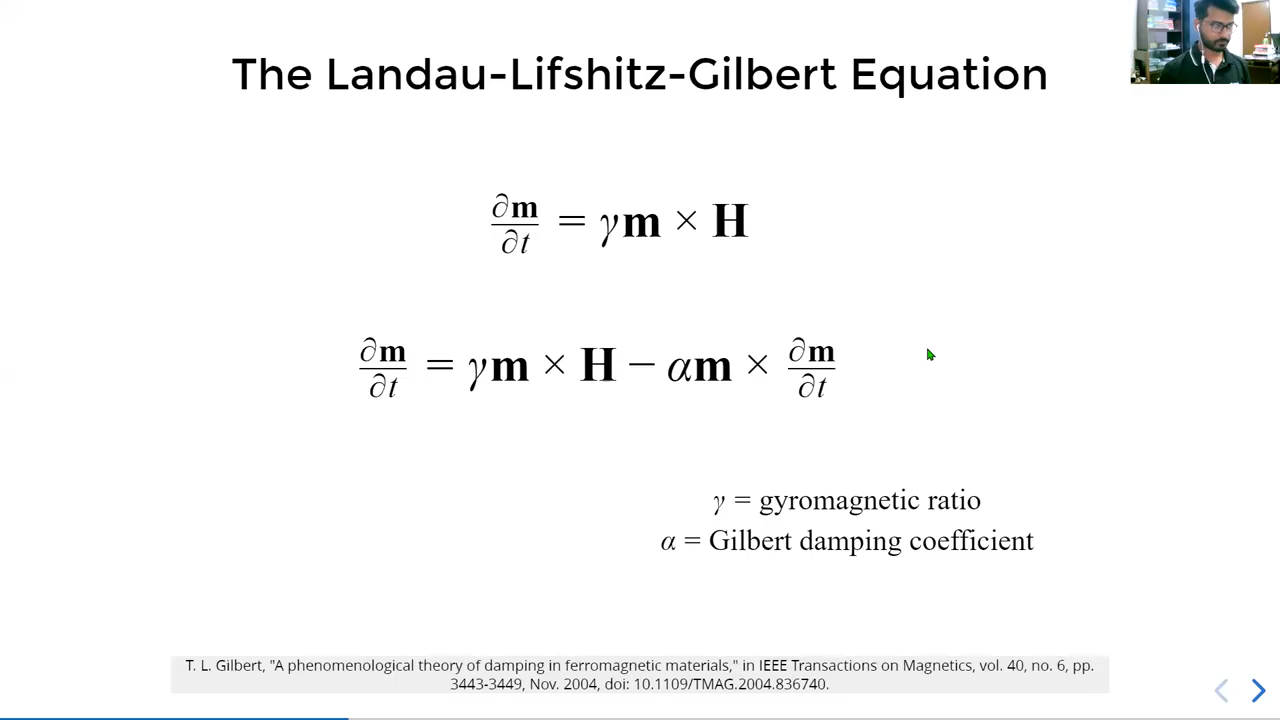 The Landau-Lifshitz-Gilbert Equation
∂m/∂t = γm × H
∂m/∂t = γm × H − αm × ∂m/∂t
γ = gyromagnetic ratio
α = Gilbert damping coefficient
T. L. Gilbert, "A phenomenological theory of damping in ferromagnetic materials," in IEEE Transactions on Magnetics, vol. 40, no. 6, pp.
3443-3449, Nov. 2004, doi: 10.1109/TMAG.2004.836740.